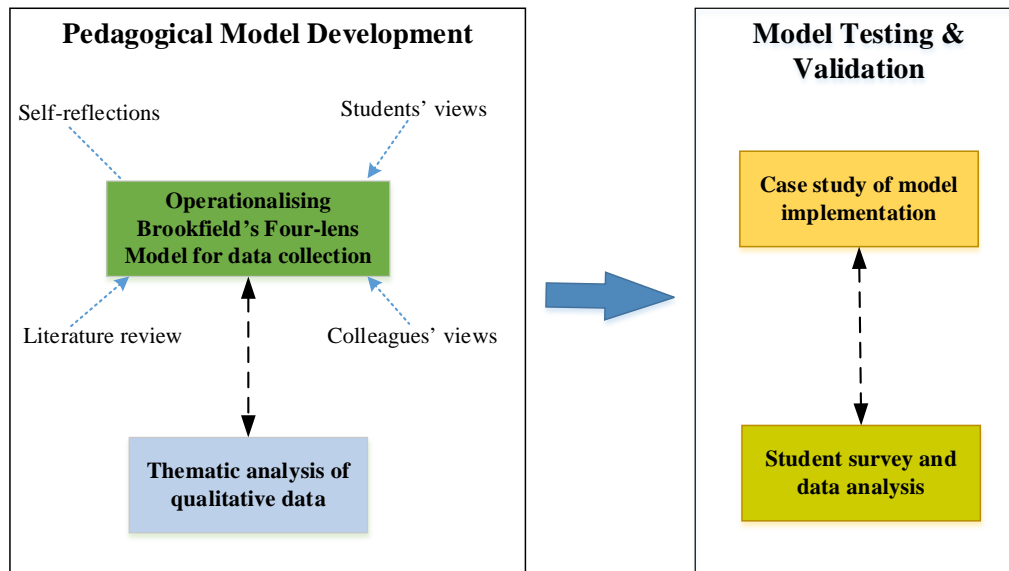 Pedagogical Model Development
Self-reflections
Students’ views
Operationalising
Brookfield’s Four-lens
Model for data collection
Literature review
Colleagues’ views
Thematic analysis of
qualitative data
Model Testing &
Validation
Case study of model
implementation
Student survey and
data analysis